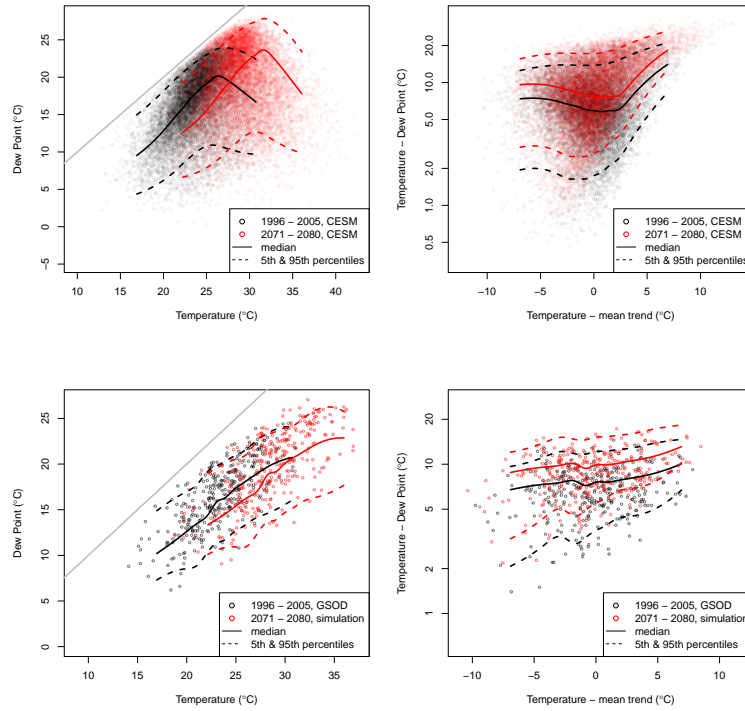 Dew Point (°C)
25
20
15
10
5
0
−5
10 15 20 25 30 35 40
Temperature (°C)
1996 − 2005, CESM
2071 − 2080, CESM
median
5th & 95th percentiles
Temperature − Dew Point (°C)
20.0
10.0
5.0
2.0
1.0
0.5
−10 −5 0 5 10
Temperature − mean trend (°C)
1996 − 2005, CESM
2071 − 2080, CESM
median
5th & 95th percentiles
Dew Point (°C)
25
20
15
10
5
0
10 15 20 25 30 35
Temperature (°C)
1996 − 2005, GSOD
2071 − 2080, simulation
median
5th & 95th percentiles
Temperature − Dew Point (°C)
20
10
5
2
1
−10 −5 0 5 10
Temperature − mean trend (°C)
1996 − 2005, GSOD
2071 − 2080, simulation
median
5th & 95th percentiles